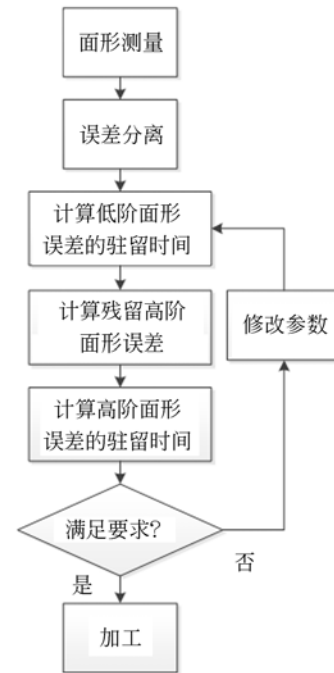 面形测量
误差分离
计算低阶面形
误差的驻留时间
计算残留高阶
面形误差
修改参数
计算高阶面形
误差的驻留时间
满足要求?
否
是
加工